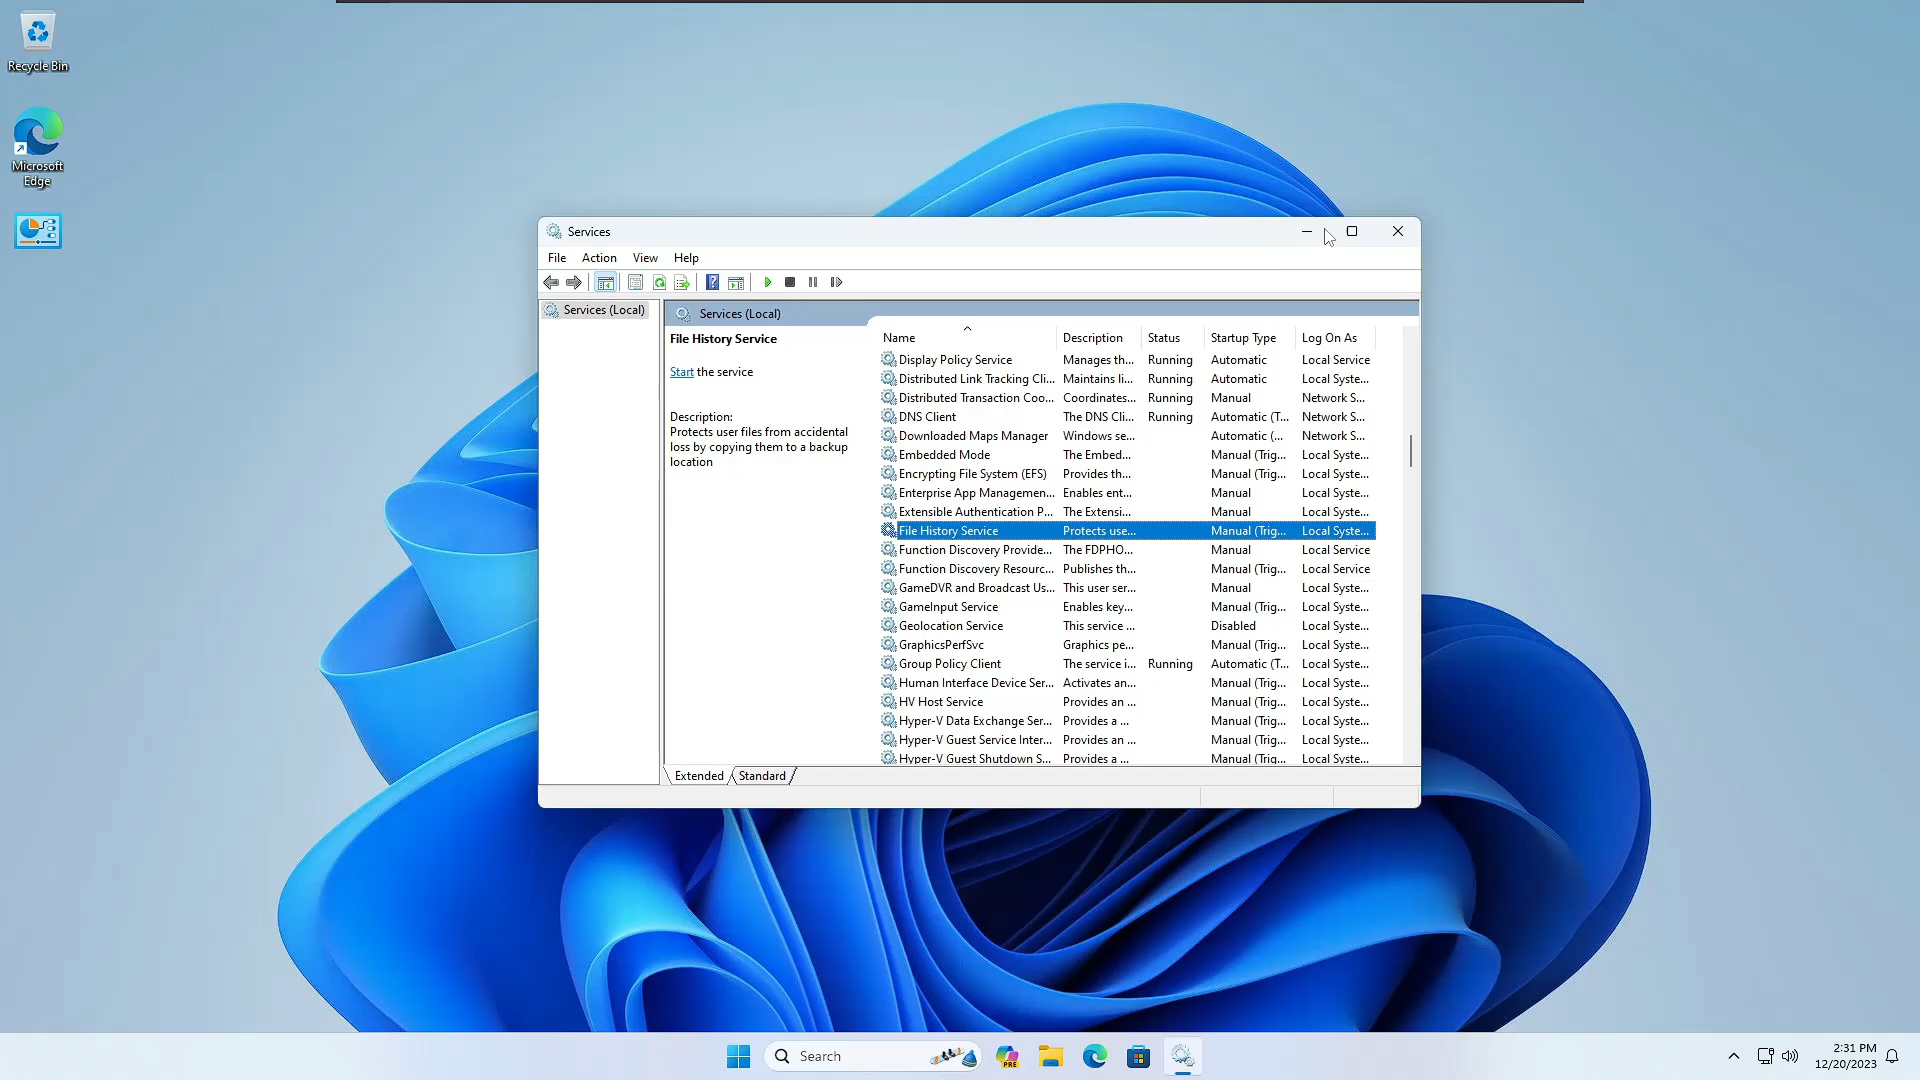 Recycle Bin
Microsoft
Edge
Services
File Action View Help
Services (Local)
Services (Local)
File History Service
Start the service
Description:
Protects user files from accidental
loss by copying them to a backup
location
Name Description Status Startup Type Log On As
Display Policy Service Manages th... Running Automatic Local Service
Distributed Link Tracking Cli... Maintains li... Running Automatic Local Syste...
Distributed Transaction Coo... Coordinates... Running Manual Network S...
DNS Client The DNS Cli... Running Automatic (T... Network S...
Downloaded Maps Manager Windows se... Automatic (... Network S...
Embedded Mode The Embed... Manual (Trig... Local Syste...
Encrypting File System (EFS) Provides th... Manual (Trig... Local Syste...
Enterprise App Managemen... Enables ent... Manual Local Syste...
Extensible Authentication P... The Extensi... Manual Local Syste...
File History Service Protects use... Manual (Trig... Local Syste...
Function Discovery Provide... The FDPHO... Manual Local Service
Function Discovery Resourc... Publishes th... Manual (Trig... Local Service
GameDVR and Broadcast Us... This user ser... Manual Local Syste...
GameInput Service Enables key... Manual (Trig... Local Syste...
Geolocation Service This service ... Disabled Local Syste...
GraphicsPerfSvc Graphics pe... Manual (Trig... Local Syste...
Group Policy Client The service i... Running Automatic (T... Local Syste...
Human Interface Device Ser... Activates an... Manual (Trig... Local Syste...
HV Host Service Provides an ... Manual (Trig... Local Syste...
Hyper-V Data Exchange Ser... Provides a ... Manual (Trig... Local Syste...
Hyper-V Guest Service Inter... Provides an ... Manual (Trig... Local Syste...
Hyper-V Guest Shutdown S... Provides a ... Manual (Trig... Local Syste...
Extended Standard
Search
PRE
2:31 PM
12/20/2023